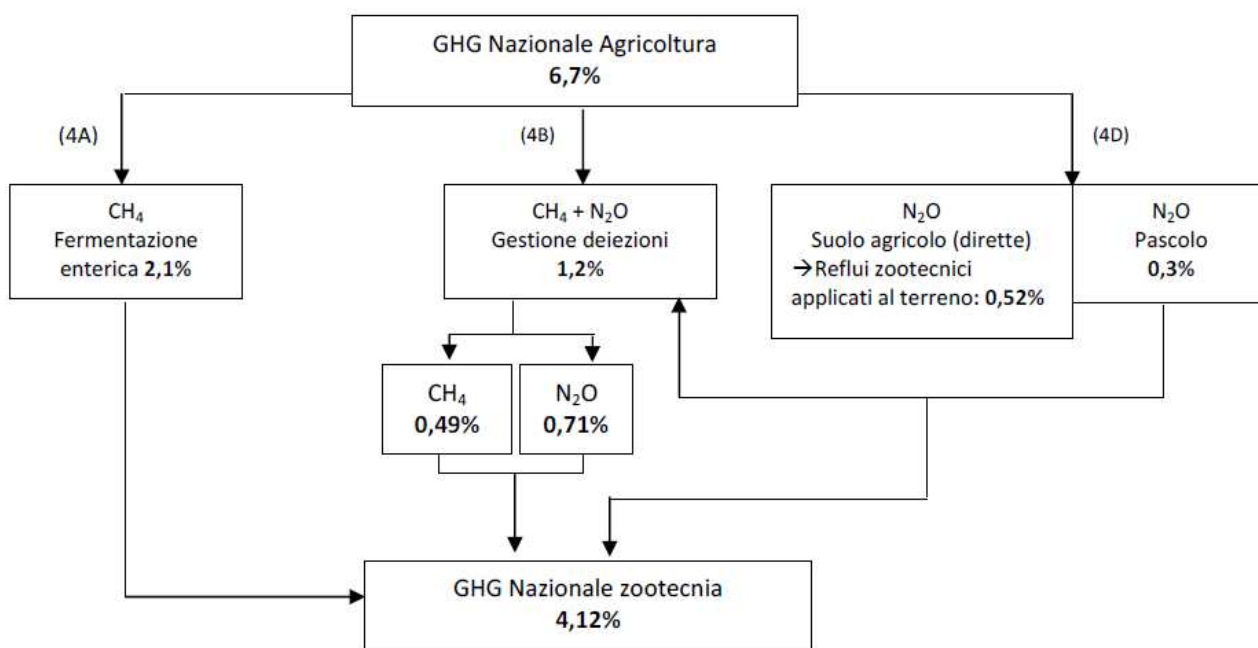 GHG Nazionale Agricoltura
6,7%
(4A)
(4B)
(4D)
CH₄
Fermentazione
enterica 2,1%
CH₄ + N₂O
Gestione deiezioni
1,2%
N₂O
Suolo agricolo (dirette)
→Reflui zootecnici
applicati al terreno: 0,52%
N₂O
Pascolo
0,3%
CH₄
0,49%
N₂O
0,71%
GHG Nazionale zootecnia
4,12%